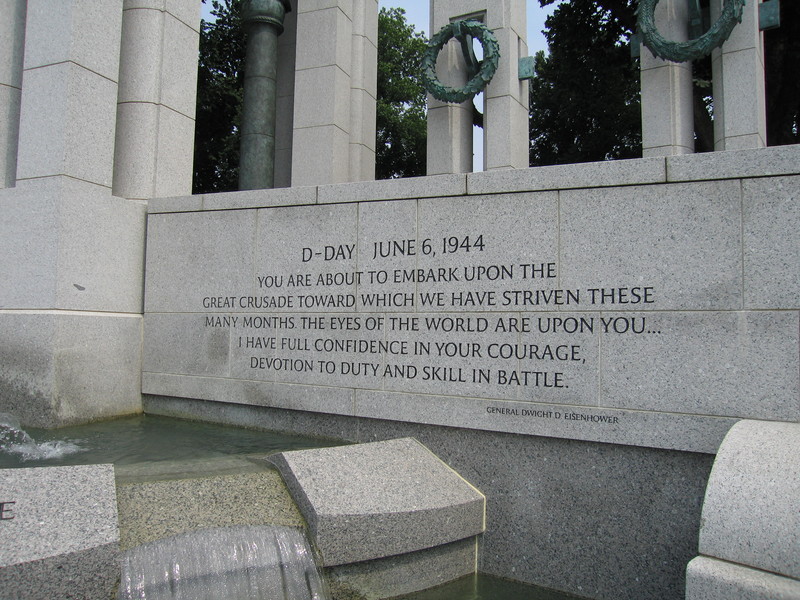 D-DAY JUNE 6, 1944
YOU ARE ABOUT TO EMBARK UPON THE
GREAT CRUSADE TOWARD WHICH WE HAVE STRIVEN THESE
MANY MONTHS. THE EYES OF THE WORLD ARE UPON YOU...
I HAVE FULL CONFIDENCE IN YOUR COURAGE,
DEVOTION TO DUTY AND SKILL IN BATTLE.
GENERAL DWIGHT D. EISENHOWER
E